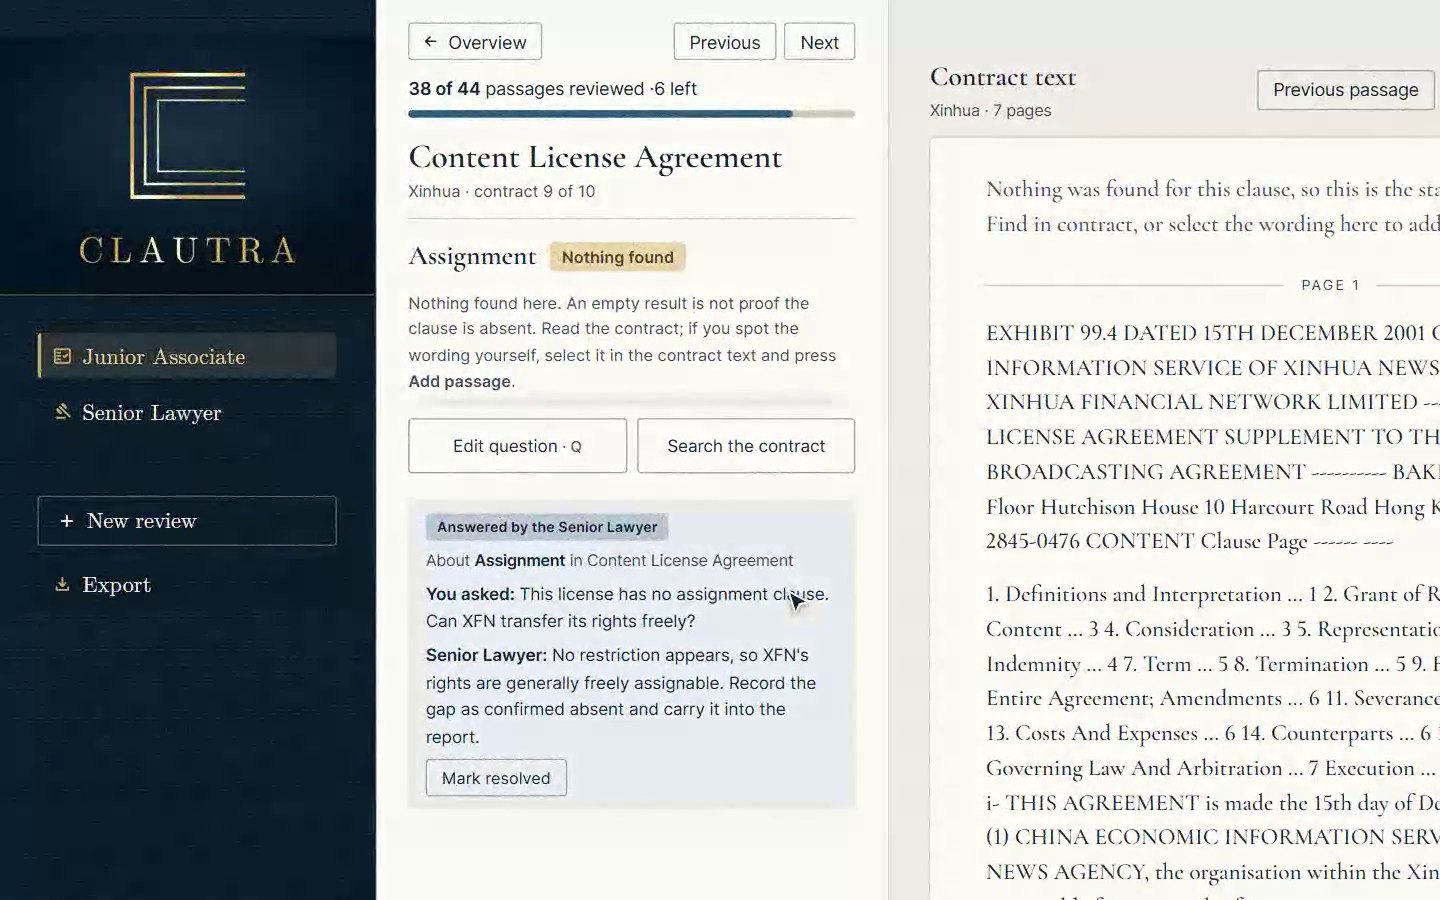 CLAUTRA
Junior Associate
Senior Lawyer
+ New review
Export
← Overview
Previous
Next
38 of 44 passages reviewed ·6 left
Content License Agreement
Xinhua · contract 9 of 10
Assignment
Nothing found
Nothing found here. An empty result is not proof the
clause is absent. Read the contract; if you spot the
wording yourself, select it in the contract text and press
Add passage.
Edit question · Q
Search the contract
Answered by the Senior Lawyer
About Assignment in Content License Agreement
You asked: This license has no assignment clause.
Can XFN transfer its rights freely?
Senior Lawyer: No restriction appears, so XFN's
rights are generally freely assignable. Record the
gap as confirmed absent and carry it into the
report.
Mark resolved
Contract text
Xinhua · 7 pages
Previous passage
Nothing was found for this clause, so this is the
Find in contract, or select the wording here to add
PAGE 1
EXHIBIT 99.4 DATED 15TH DECEMBER 2001
INFORMATION SERVICE OF XINHUA NEWS
XINHUA FINANCIAL NETWORK LIMITED --
LICENSE AGREEMENT SUPPLEMENT TO
BROADCASTING AGREEMENT ----------
Floor Hutchison House 10 Harcourt Road Hong
2845-0476 CONTENT Clause Page ------ ----
1. Definitions and Interpretation ... 1 2. Grant of
Content ... 3 4. Consideration ... 3 5.
Indemnity ... 4 7. Term ... 5 8. Termination ... 5 9.
Entire Agreement; Amendments ... 6 11.
13. Costs And Expenses ... 6 14. Counterparts ... 6
Governing Law And Arbitration ... 7 Execution ...
i- THIS AGREEMENT is made the 15th day of
(1) CHINA ECONOMIC INFORMATION
NEWS AGENCY, the organisation within the